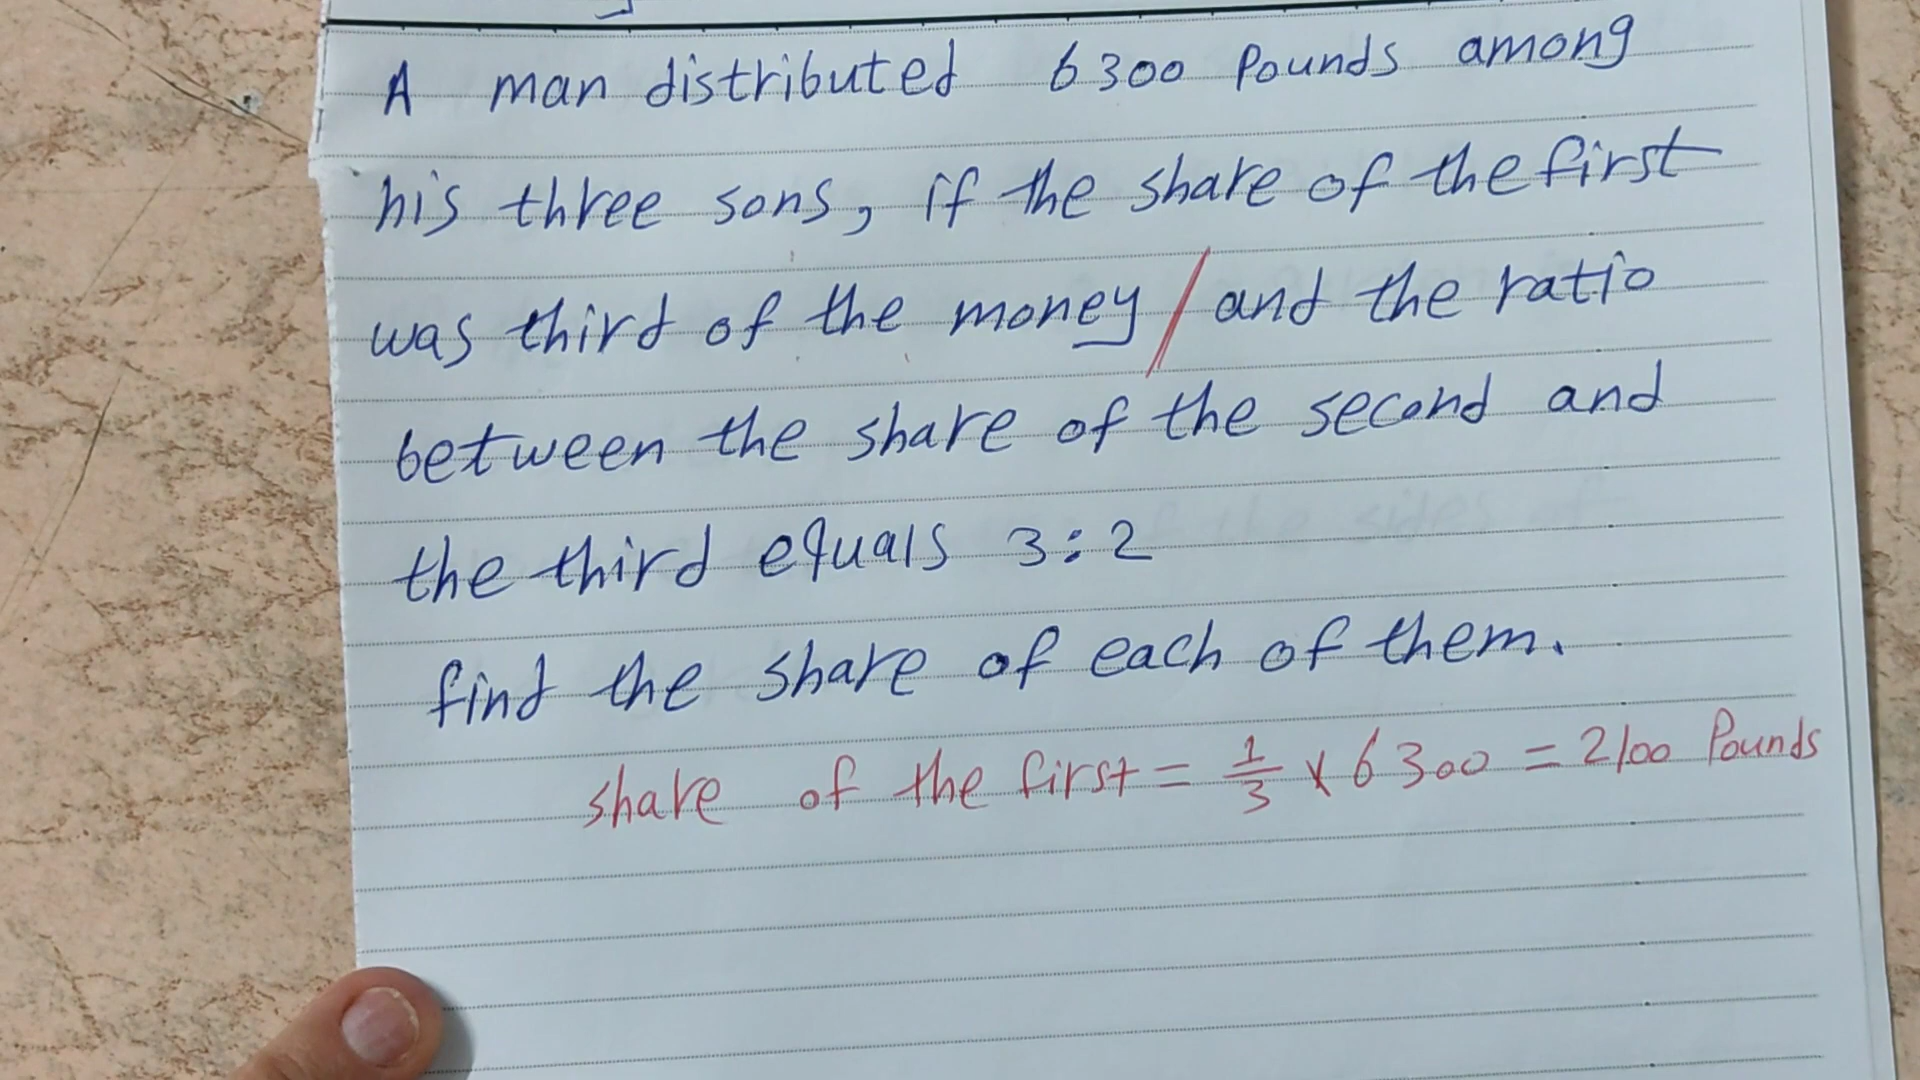 A man distributed 6300 Pounds among
his three sons, if the share of the first
was third of the money / and the ratio
between the share of the second and
the third equals 3:2
find the share of each of them.
share of the first = 1/3 × 6300 = 2100 Pounds